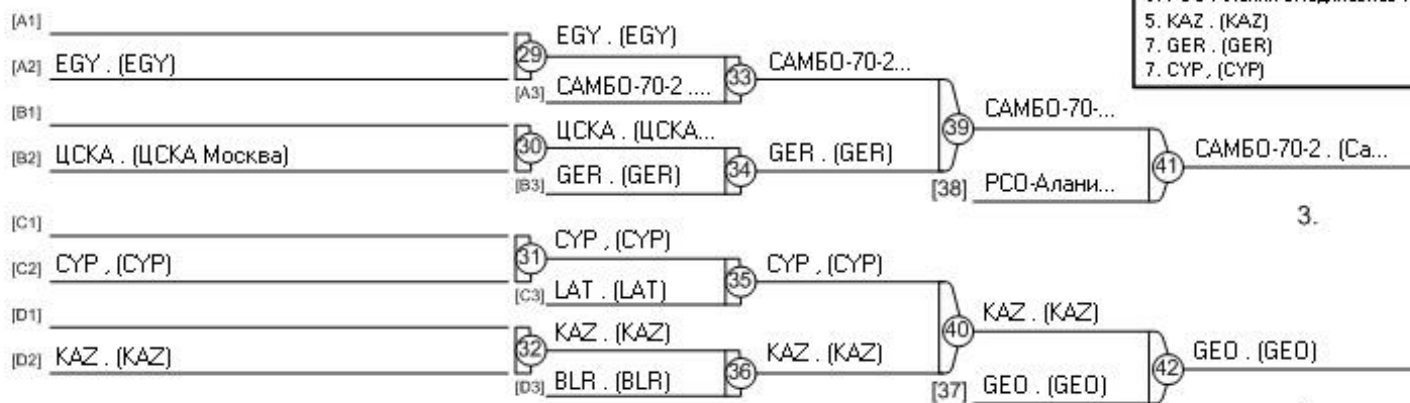 5. KAZ . (KAZ)
7. GER . (GER)
7. CYP , (CYP)
[A1]
[A2] EGY . (EGY)
29
EGY . (EGY)
[A3] САМБО-70-2 ....
33
САМБО-70-2...
[B1]
[B2] ЦСКА . (ЦСКА Москва)
30
ЦСКА . (ЦСКА...
[B3] GER . (GER)
34
GER . (GER)
39
САМБО-70-...
[38] РСО-Алани...
41
САМБО-70-2 . (Са...
3.
[C1]
[C2] CYP , (CYP)
31
CYP , (CYP)
[C3] LAT . (LAT)
35
CYP , (CYP)
[D1]
[D2] KAZ . (KAZ)
32
KAZ . (KAZ)
[D3] BLR . (BLR)
36
KAZ . (KAZ)
40
KAZ . (KAZ)
[37] GEO . (GEO)
42
GEO . (GEO)